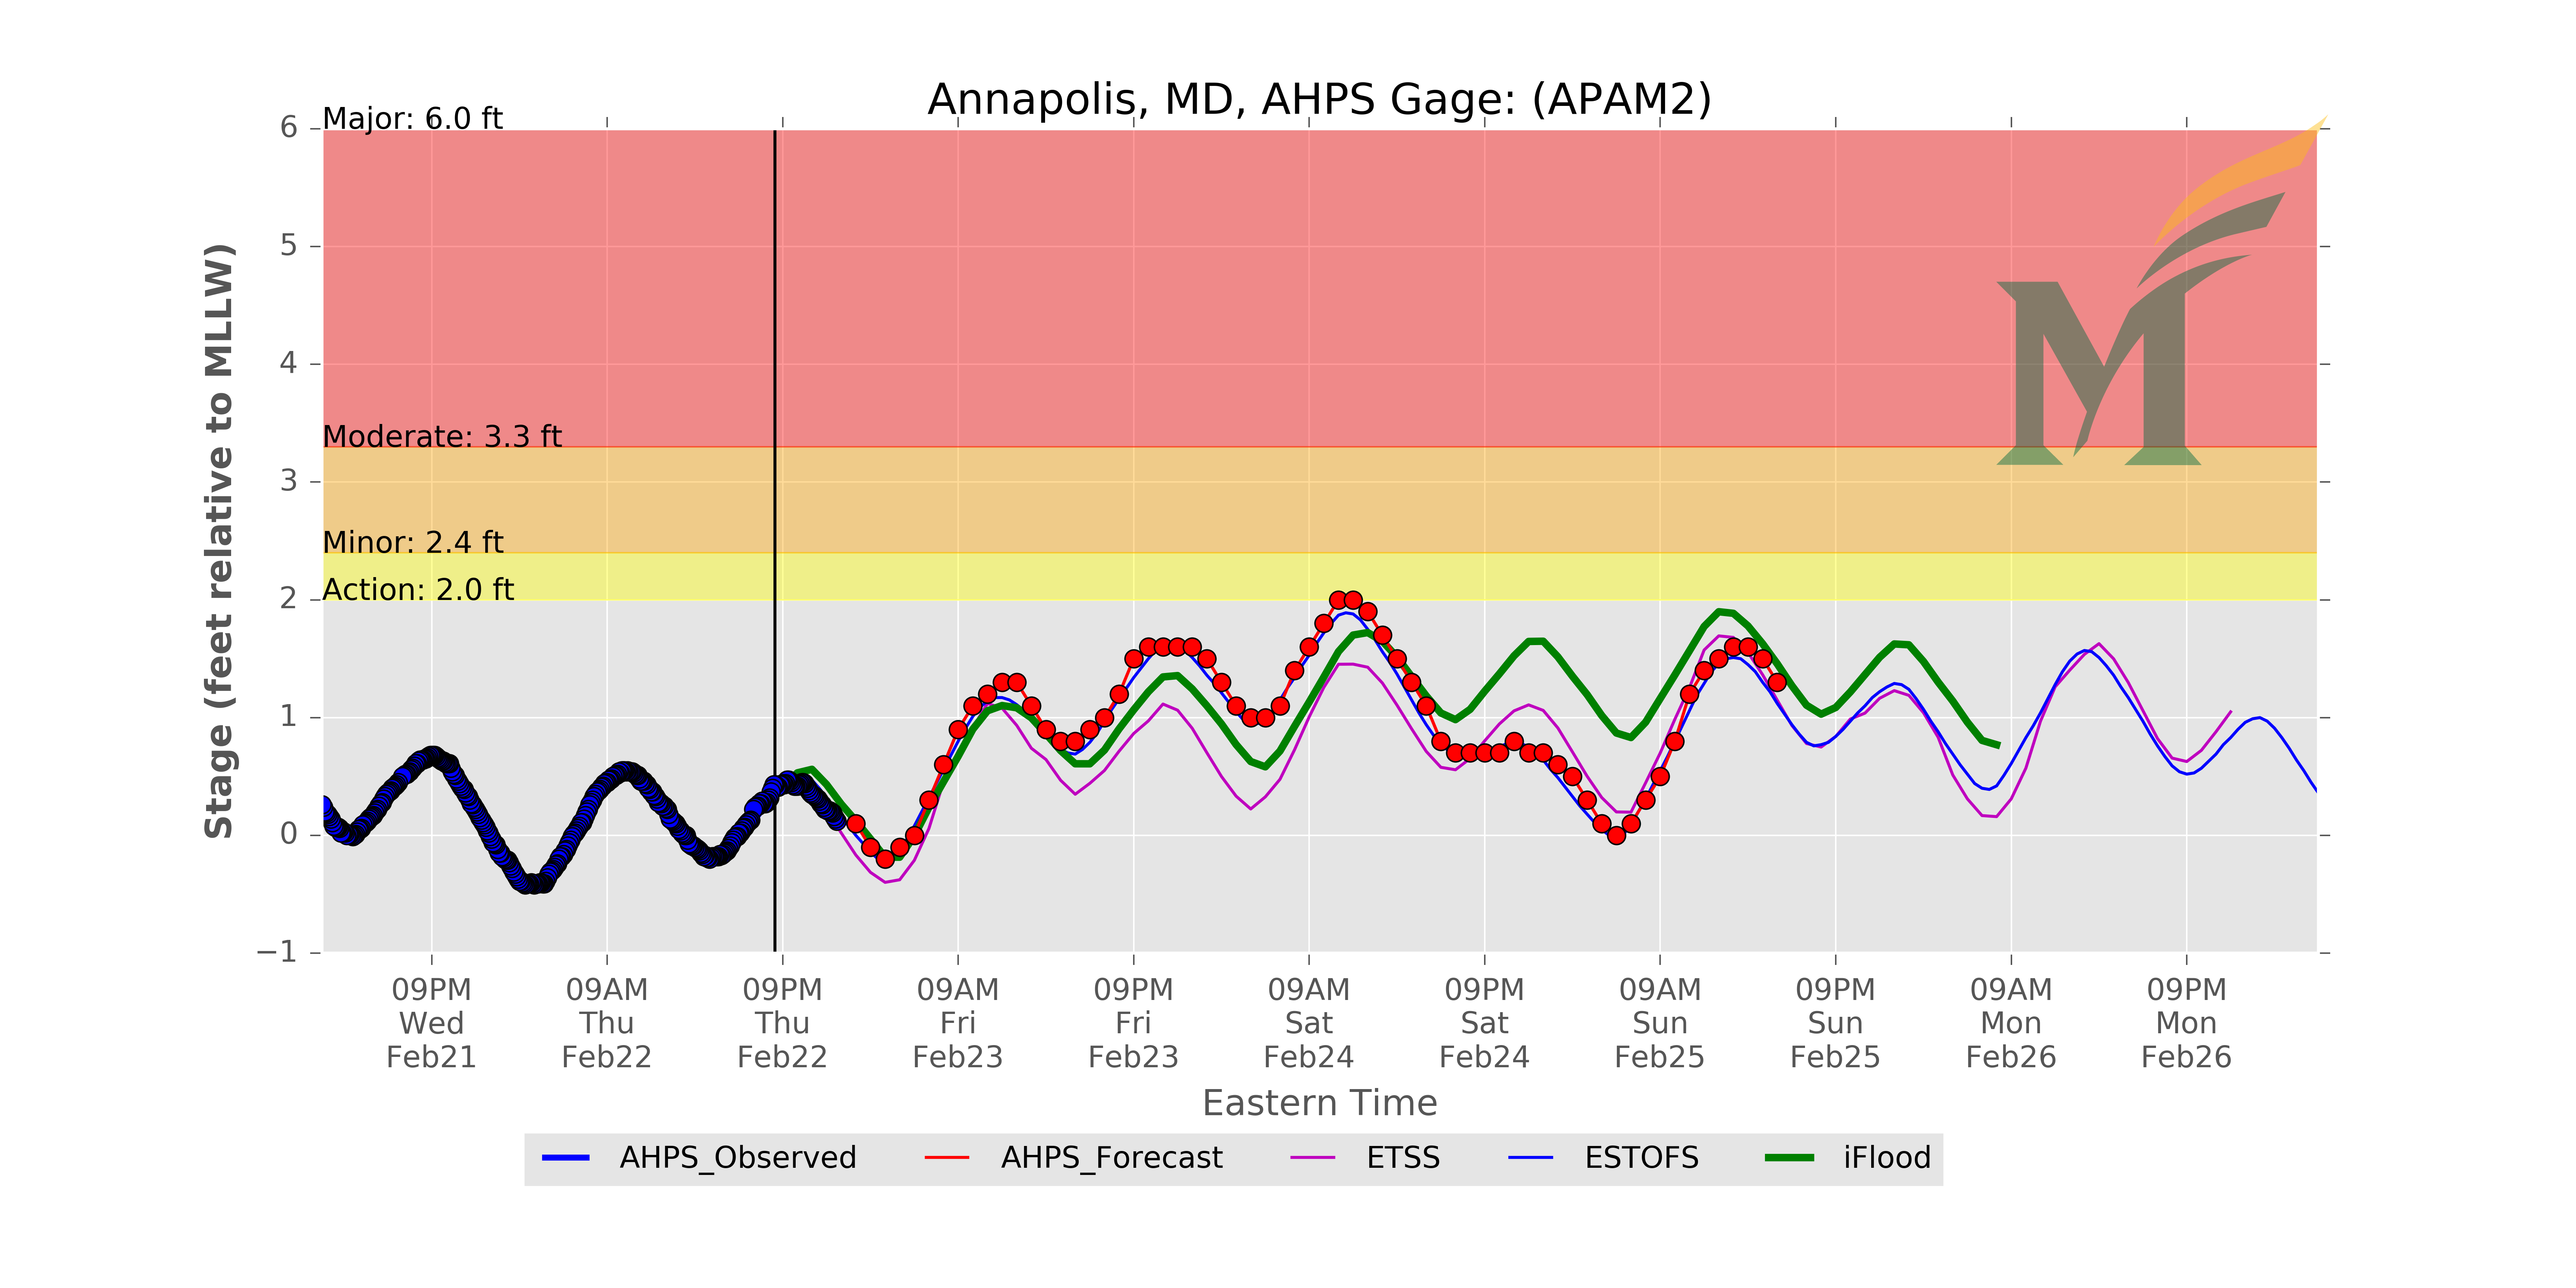 Annapolis, MD, AHPS Gage: (APAM2)
Major: 6.0 ft
Moderate: 3.3 ft
Minor: 2.4 ft
Action: 2.0 ft
6
5
4
3
2
1
0
−1
Stage (feet relative to MLLW)
09PM 09AM 09PM 09AM 09PM 09AM 09PM 09AM 09PM 09AM 09PM
Wed Thu Thu Fri Fri Sat Sat Sun Sun Mon Mon
Feb21 Feb22 Feb22 Feb23 Feb23 Feb24 Feb24 Feb25 Feb25 Feb26 Feb26
Eastern Time
AHPS_Observed AHPS_Forecast ETSS ESTOFS iFlood
M